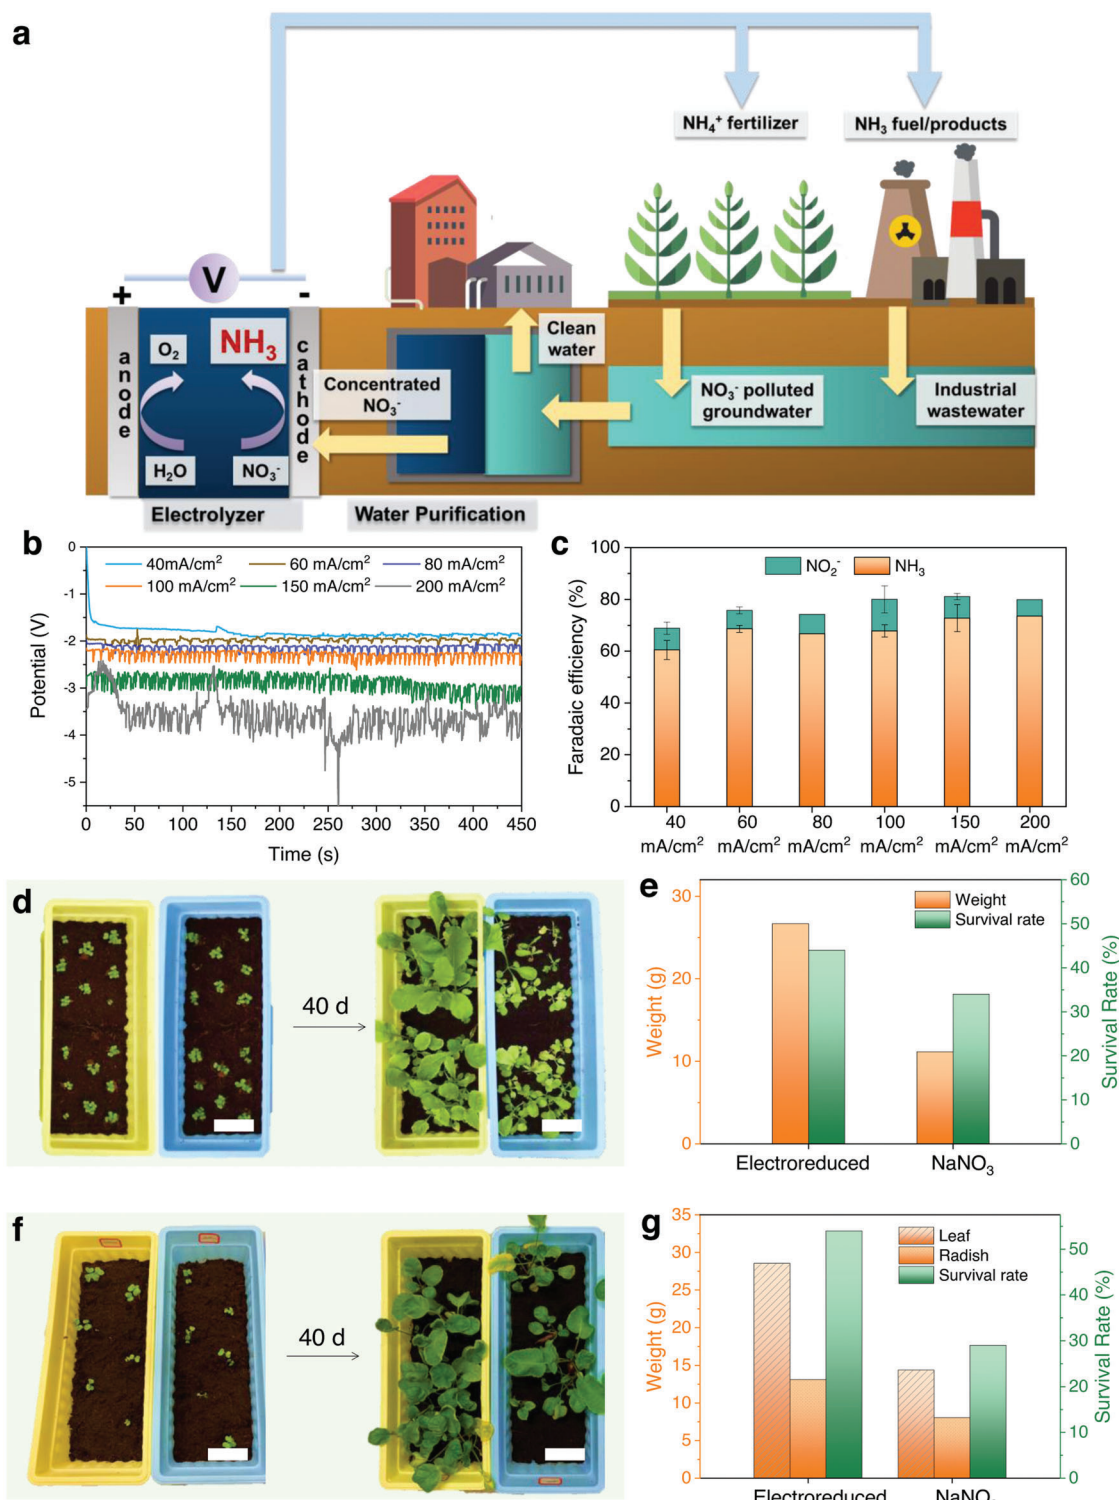 a
NH₄⁺ fertilizer
NH₃ fuel/products
V
+
-
anode
O₂
NH₃
H₂O
NO₃⁻
cathode
Concentrated
NO₃⁻
Clean
water
NO₃⁻ polluted
groundwater
Industrial
wastewater
Electrolyzer
Water Purification
b
Potential (V)
0
-1
-2
-3
-4
-5
40mA/cm²
60 mA/cm²
80 mA/cm²
100 mA/cm²
150 mA/cm²
200 mA/cm²
0 50 100 150 200 250 300 350 400 450
Time (s)
c
Faradaic efficiency (%)
100
80
60
40
20
0
NO₂⁻
NH₃
40 60 80 100 150 200
mA/cm² mA/cm² mA/cm² mA/cm² mA/cm² mA/cm²
d
40 d
e
Weight (g)
30
20
10
0
Weight
Survival rate
60
50
40
30
20
10
0
Survival Rate (%)
Electroreduced NaNO₃
f
40 d
g
Weight (g)
35
30
25
20
15
10
5
0
Leaf
Radish
Survival rate
50
40
30
20
10
0
Survival Rate (%)
Electroreduced NaNO₃